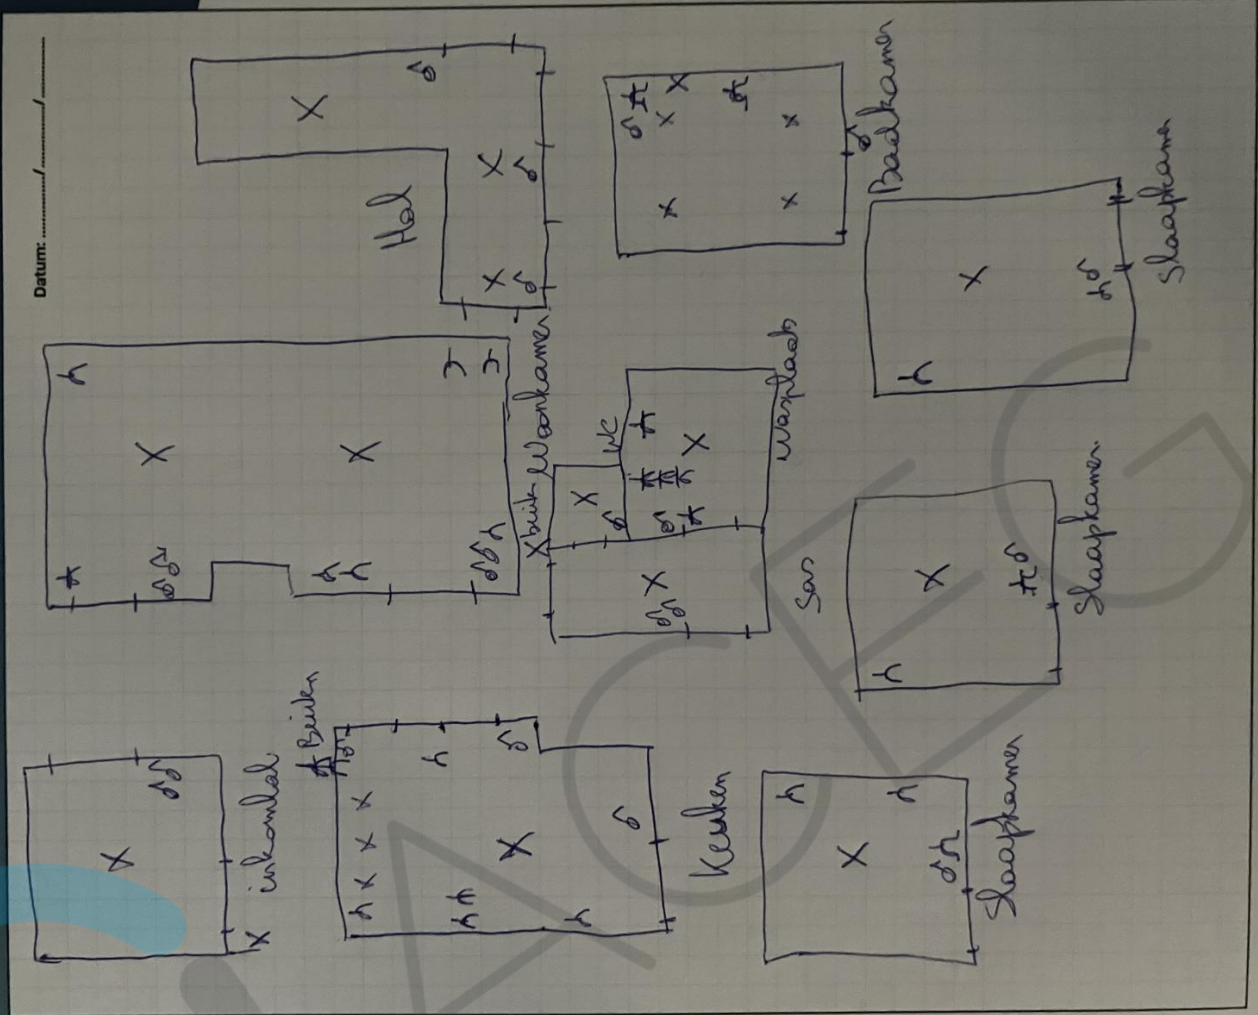 Datum: ............/............/............
Hal
Badkamer
Slaapkamer
Woonkamer
WC
Wasplaats
Buiten
Sas
Slaapkamer
inkomhal
Buiten
Keuken
Slaapkamer